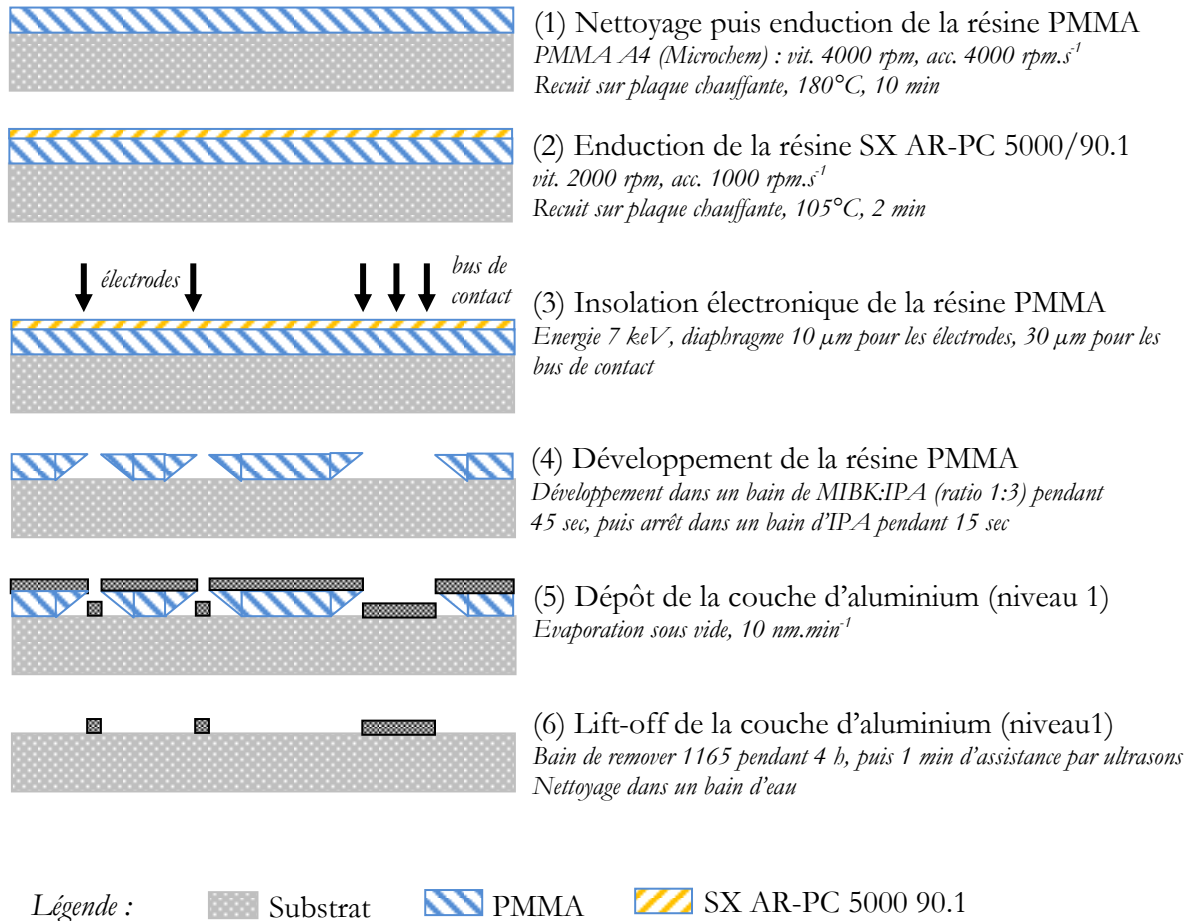 (1) Nettoyage puis enduction de la résine PMMA
PMMA A4 (Microchem) : vit. 4000 rpm, acc. 4000 rpm.s-1
Recuit sur plaque chauffante, 180°C, 10 min
(2) Enduction de la résine SX AR-PC 5000/90.1
vit. 2000 rpm, acc. 1000 rpm.s-1
Recuit sur plaque chauffante, 105°C, 2 min
électrodes
bus de
contact
(3) Insolation électronique de la résine PMMA
Energie 7 keV, diaphragme 10 µm pour les électrodes, 30 µm pour les
bus de contact
(4) Développement de la résine PMMA
Développement dans un bain de MIBK:IPA (ratio 1:3) pendant
45 sec, puis arrêt dans un bain d'IPA pendant 15 sec
(5) Dépôt de la couche d'aluminium (niveau 1)
Evaporation sous vide, 10 nm.min-1
(6) Lift-off de la couche d'aluminium (niveau1)
Bain de remover 1165 pendant 4 h, puis 1 min d'assistance par ultrasons
Nettoyage dans un bain d'eau
Légende :
Substrat
PMMA
SX AR-PC 5000 90.1